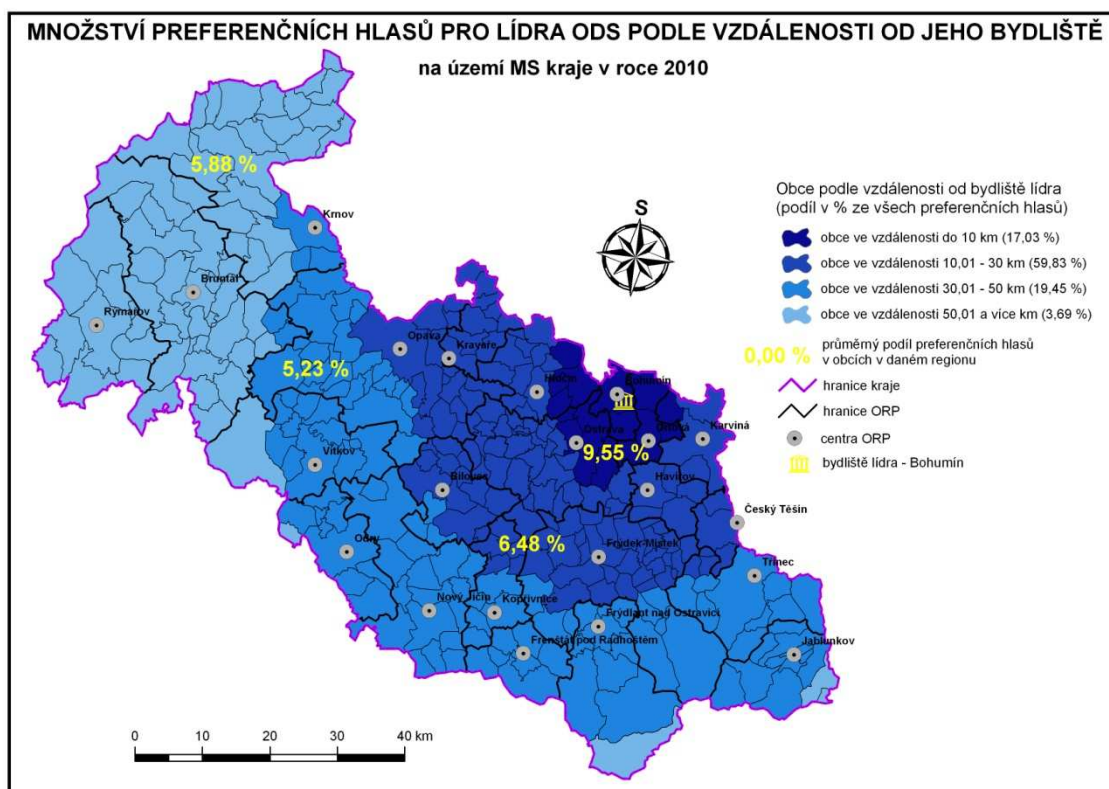 MNOŽSTVÍ PREFERENČNÍCH HLASŮ PRO LÍDRA ODS PODLE VZDÁLENOSTI OD JEHO BYDLIŠTĚ
na území MS kraje v roce 2010
5,88 %
Krnov
S
Bruntál
Rýmařov
Obce podle vzdálenosti od bydliště lídra
(podíl v % ze všech preferenčních hlasů)
obce ve vzdálenosti do 10 km (17,03 %)
obce ve vzdálenosti 10,01 - 30 km (59,83 %)
obce ve vzdálenosti 30,01 - 50 km (19,45 %)
obce ve vzdálenosti 50,01 a více km (3,69 %)
0,00 %
průměrný podíl preferenčních hlasů
v obcích v daném regionu
hranice kraje
hranice ORP
centra ORP
bydliště lídra - Bohumín
Opava
Kravaře
5,23 %
Hlučín
Bohumín
Ostrava
Orlová
Karviná
9,55 %
Vítkov
Bílovec
Havířov
Český Těšín
6,48 %
Frýdek-Místek
Odry
Třinec
Nový Jičín
Kopřivnice
Frýdlant nad Ostravicí
Frenštát pod Radhoštěm
Jablunkov
0 10 20 30 40 km